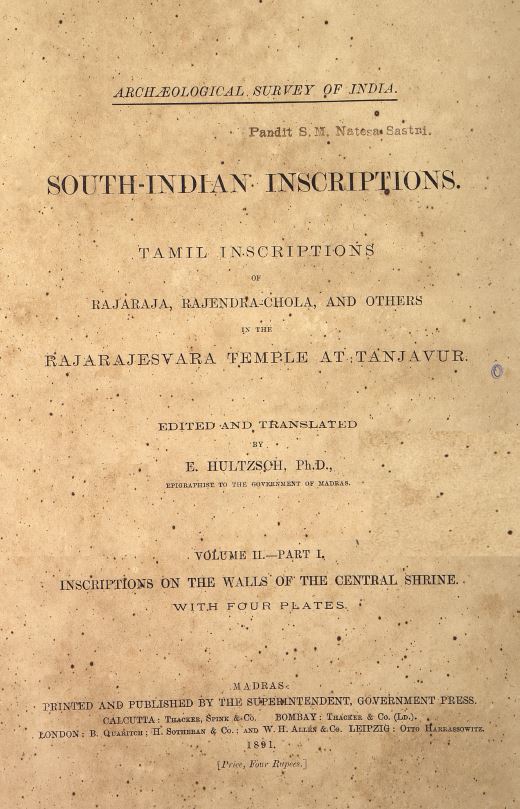 ARCHÆOLOGICAL SURVEY OF INDIA.
Pandit S. M. Natesa Sastri.
SOUTH-INDIAN INSCRIPTIONS.
TAMIL INSCRIPTIONS
OF
RAJARAJA, RAJENDRA-CHOLA, AND OTHERS
IN THE
RAJARAJESVARA TEMPLE AT TANJAVUR.
EDITED AND TRANSLATED
BY
E. HULTZSCH, Ph.D.,
EPIGRAPHIST TO THE GOVERNMENT OF MADRAS.
VOLUME II.—PART I.
INSCRIPTIONS ON THE WALLS OF THE CENTRAL SHRINE.
WITH FOUR PLATES.
MADRAS:
PRINTED AND PUBLISHED BY THE SUPERINTENDENT, GOVERNMENT PRESS.
CALCUTTA: THACKER, SPINK & Co. BOMBAY: THACKER & Co. (LD.).
LONDON: B. QUARITCH; H. SOTHERAN & Co.; AND W. H. ALLEN & Co. LEIPZIG: OTTO HARRASSOWITZ.
1891.
[Price, Four Rupees.]